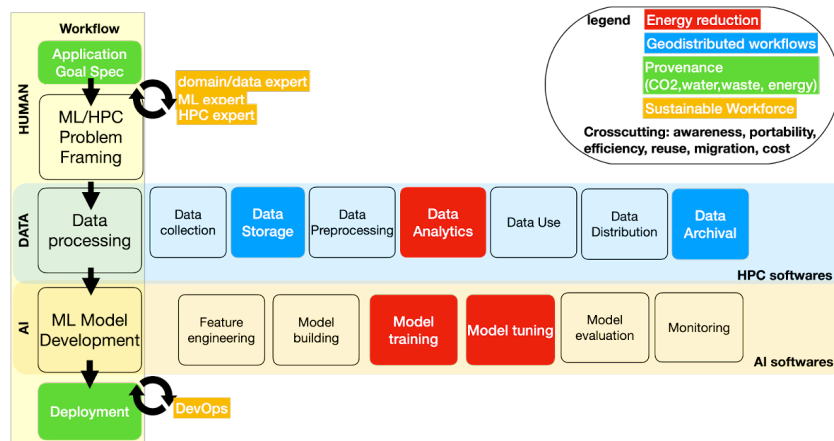 Workflow
Application
Goal Spec
HUMAN
domain/data expert
ML expert
HPC expert
ML/HPC
Problem
Framing
legend
Energy reduction
Geodistributed workflows
Provenance
(CO2,water,waste, energy)
Sustainable Workforce
Crosscutting: awareness, portability,
efficiency, reuse, migration, cost
DATA
Data
processing
Data
collection
Data
Storage
Data
Preprocessing
Data
Analytics
Data Use
Data
Distribution
Data
Archival
HPC softwares
AI
ML Model
Development
Feature
engineering
Model
building
Model
training
Model tuning
Model
evaluation
Monitoring
AI softwares
Deployment
DevOps